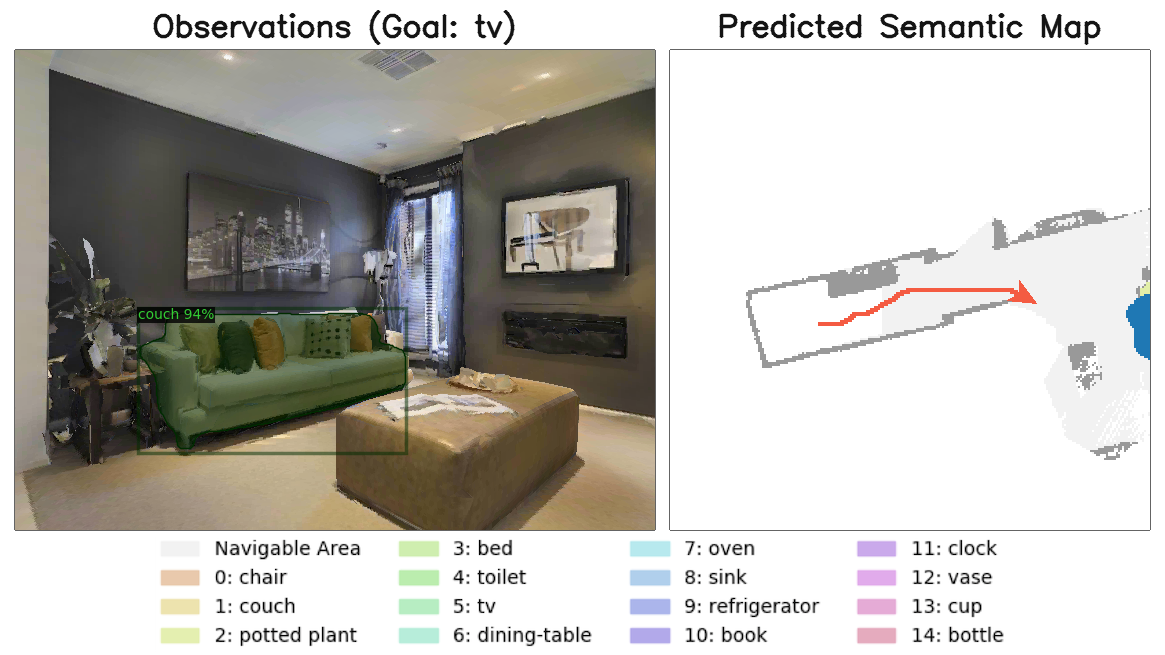 Observations (Goal: tv)
Predicted Semantic Map
couch 94%
Navigable Area
0: chair
1: couch
2: potted plant
3: bed
4: toilet
5: tv
6: dining-table
7: oven
8: sink
9: refrigerator
10: book
11: clock
12: vase
13: cup
14: bottle